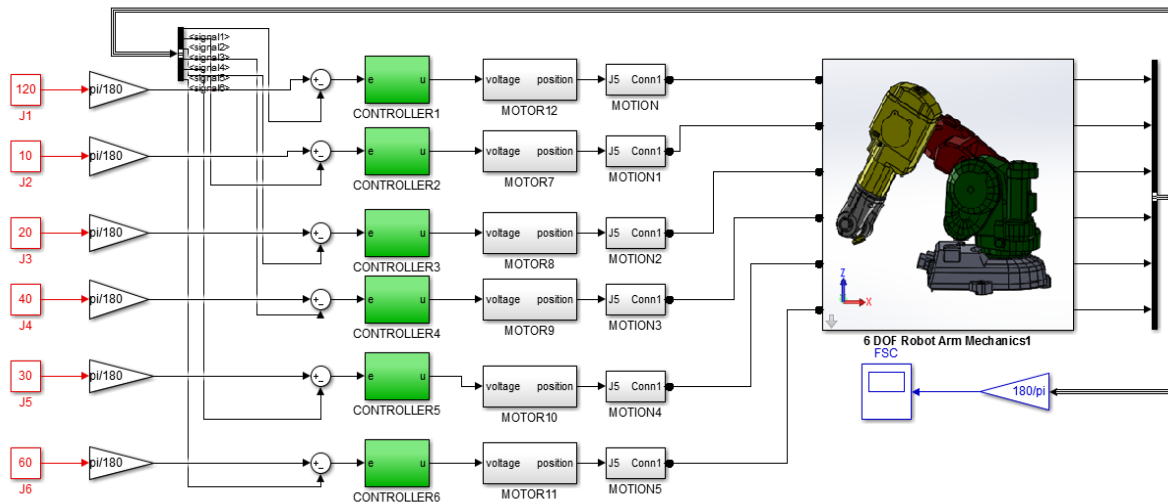 <signal1>
<signal2>
<signal3>
<signal4>
<signal5>
<signal6>
120
J1
pi/180
+
-
e u
CONTROLLER1
voltage position
MOTOR12
J5 Conn1
MOTION
10
J2
pi/180
+
-
e u
CONTROLLER2
voltage position
MOTOR7
J5 Conn1
MOTION1
20
J3
pi/180
+
-
e u
CONTROLLER3
voltage position
MOTOR8
J5 Conn1
MOTION2
40
J4
pi/180
+
-
e u
CONTROLLER4
voltage position
MOTOR9
J5 Conn1
MOTION3
30
J5
pi/180
+
-
e u
CONTROLLER5
voltage position
MOTOR10
J5 Conn1
MOTION4
60
J6
pi/180
+
-
e u
CONTROLLER6
voltage position
MOTOR11
J5 Conn1
MOTION5
Z
X
6 DOF Robot Arm Mechanics1
FSC
180/pi